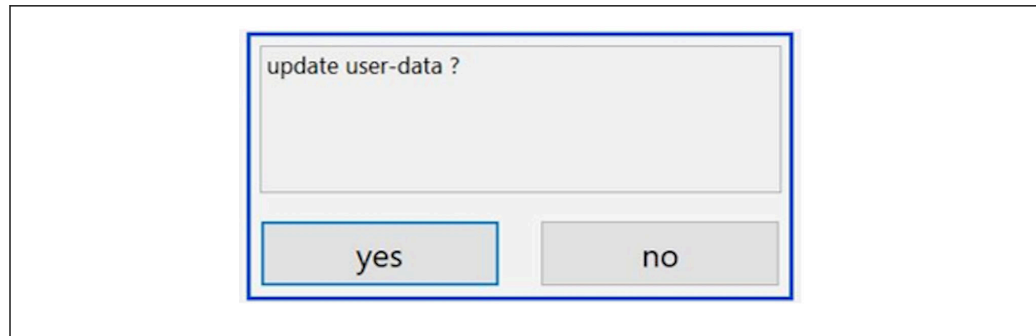 update user-data ?
yes
no